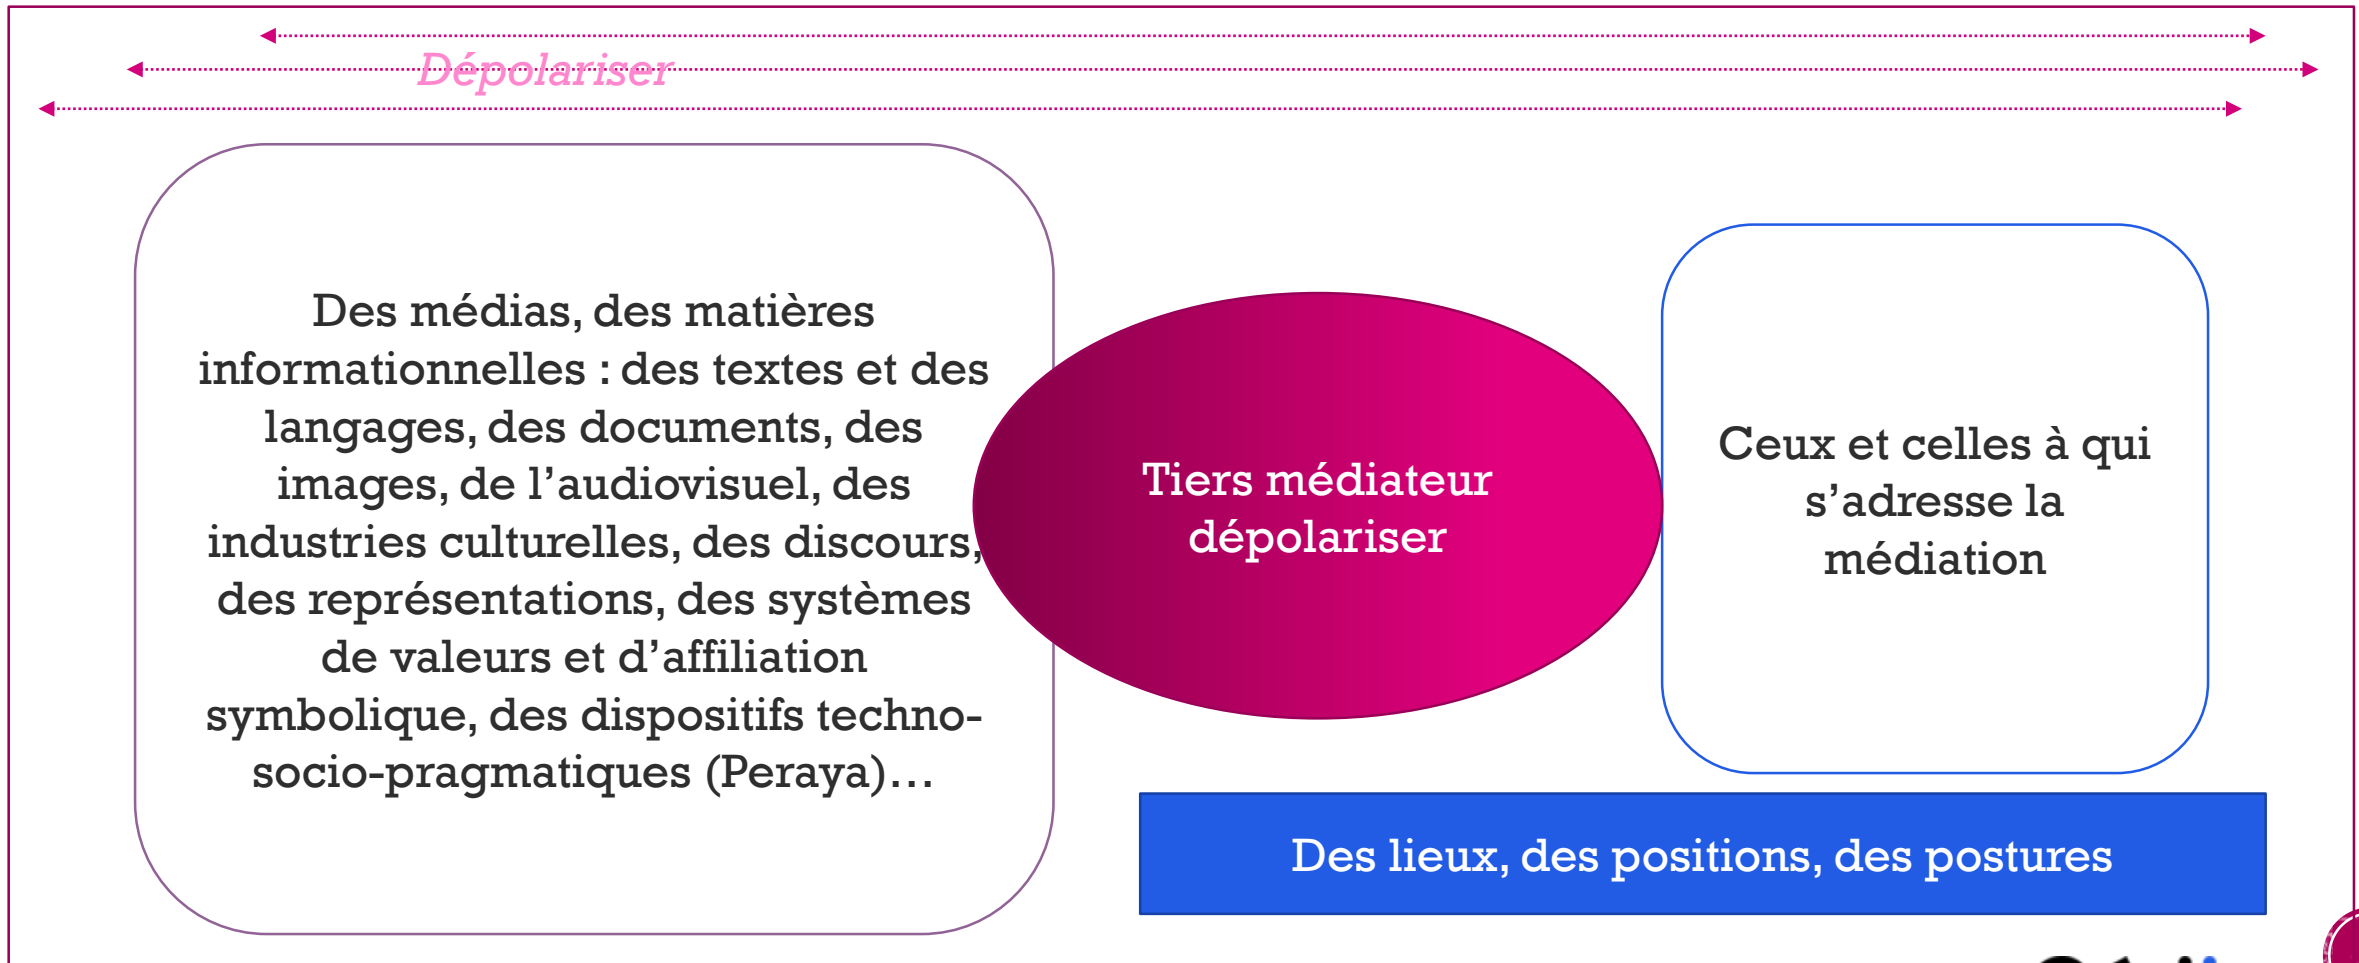 Dépolariser
Des médias, des matières
informationnelles : des textes et des
langages, des documents, des
images, de l’audiovisuel, des
industries culturelles, des discours,
des représentations, des systèmes
de valeurs et d’affiliation
symbolique, des dispositifs techno-
socio-pragmatiques (Peraya)…
Tiers médiateur
dépolariser
Ceux et celles à qui
s’adresse la
médiation
Des lieux, des positions, des postures